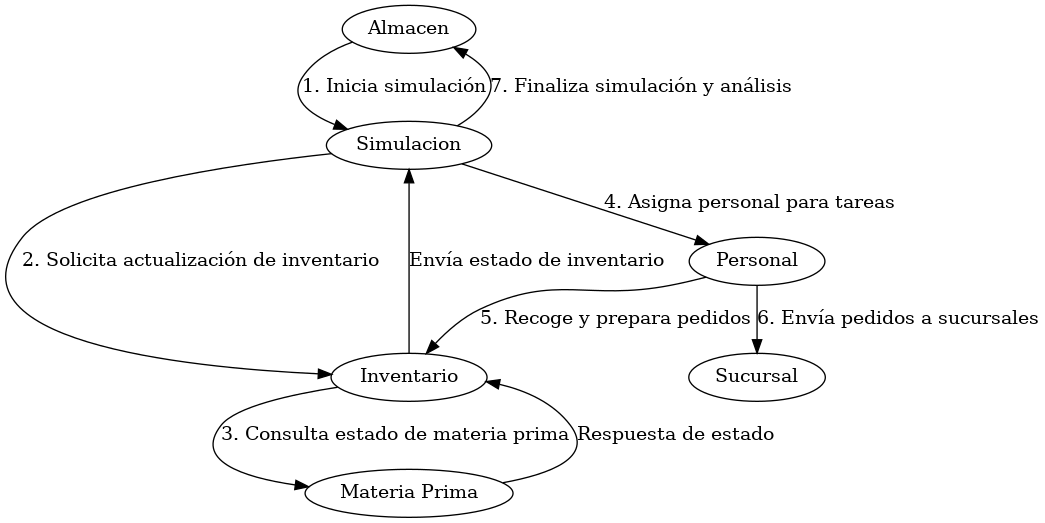 Almacen
1. Inicia simulación
7. Finaliza simulación y análisis
Simulacion
4. Asigna personal para tareas
2. Solicita actualización de inventario
Envía estado de inventario
Personal
5. Recoge y prepara pedidos
6. Envía pedidos a sucursales
Inventario
Sucursal
3. Consulta estado de materia prima
Respuesta de estado
Materia Prima